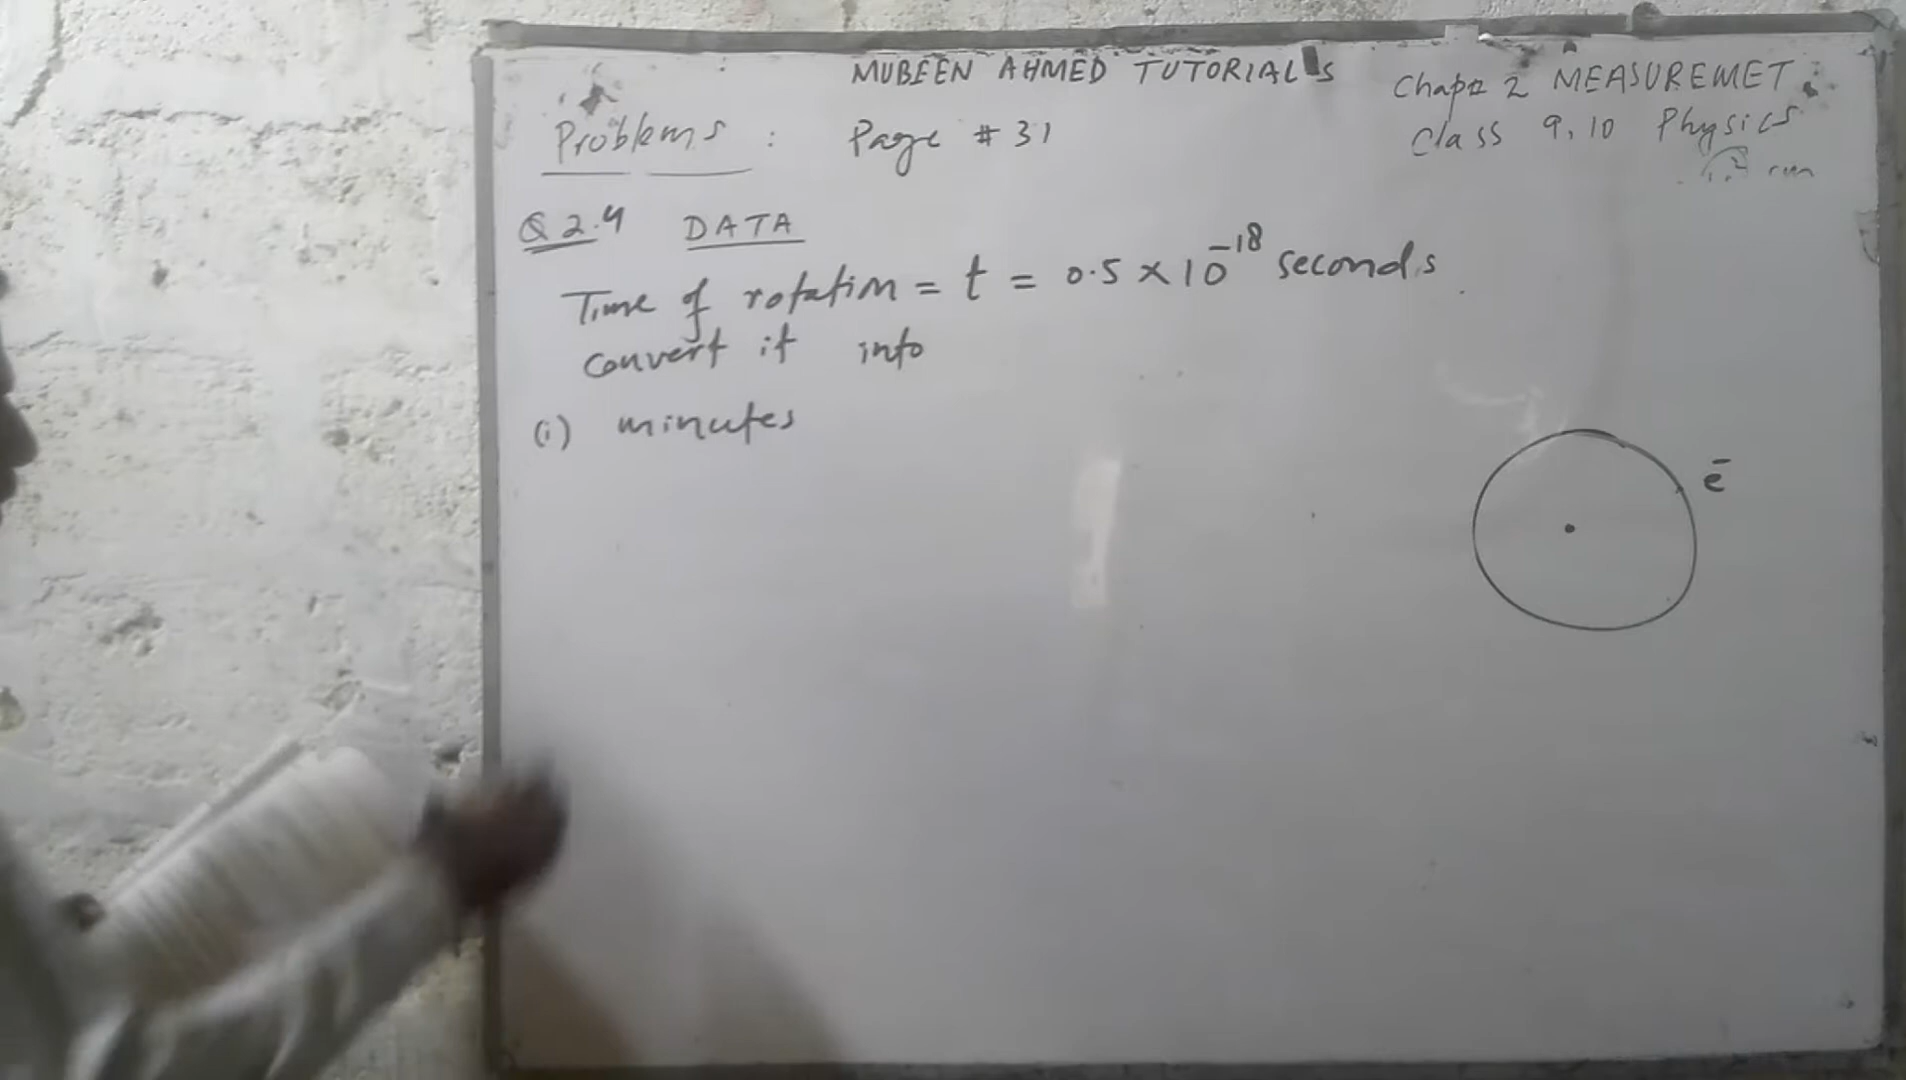 MUBEEN AHMED TUTORIALS
Chapt 2 MEASUREMET
Problems : Page # 31
Class 9, 10 Physics
Q 2.4 DATA
Time of rotation = t = 0.5 × 10⁻¹⁸ seconds
convert it into
(i) minutes
e⁻